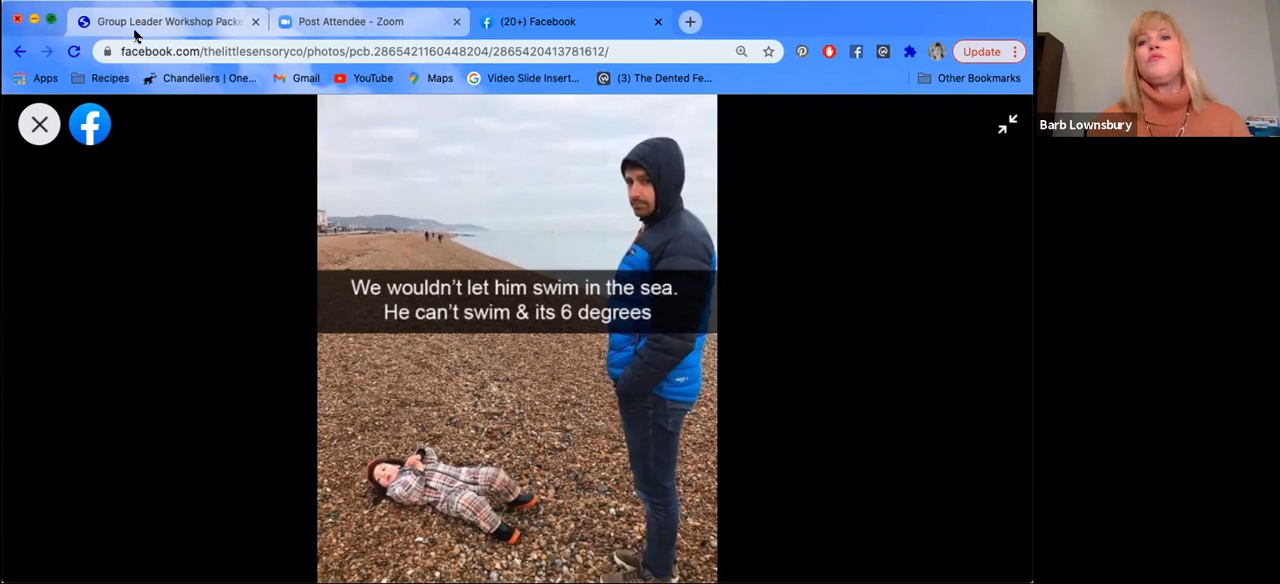 Group Leader Workshop Packe
Post Attendee - Zoom
(20+) Facebook
facebook.com/thelittlesensoryco/photos/pcb.2865421160448204/2865420413781612/
Update
Apps
Recipes
Chandeliers | One...
Gmail
YouTube
Maps
Video Slide Insert...
(3) The Dented Fe...
Other Bookmarks
Barb Lownsbury
We wouldn't let him swim in the sea.
He can't swim & its 6 degrees